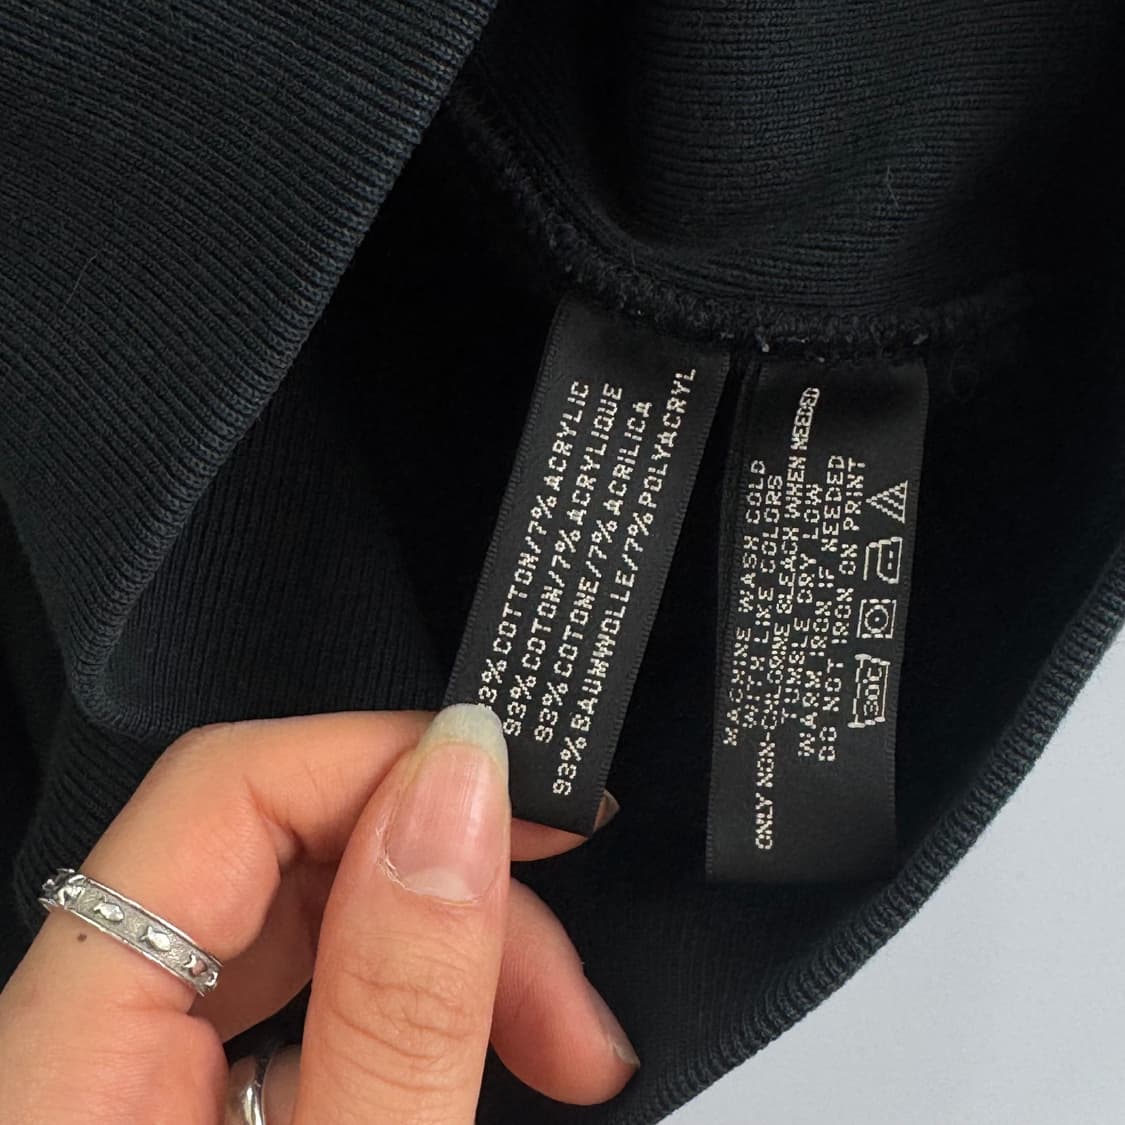 93% COTTON/7% ACRYLIC
93% COTON/7% ACRYLIQUE
93% COTONE/7% ACRILICA
93% BAUMWOLLE/7% POLYACRYL
MACHINE WASH COLD
WITH LIKE COLORS
ONLY NON-CHLORINE BLEACH WHEN NEEDED
TUMBLE DRY LOW
WARM IRON IF NEEDED
DO NOT IRON ON PRINT
30C